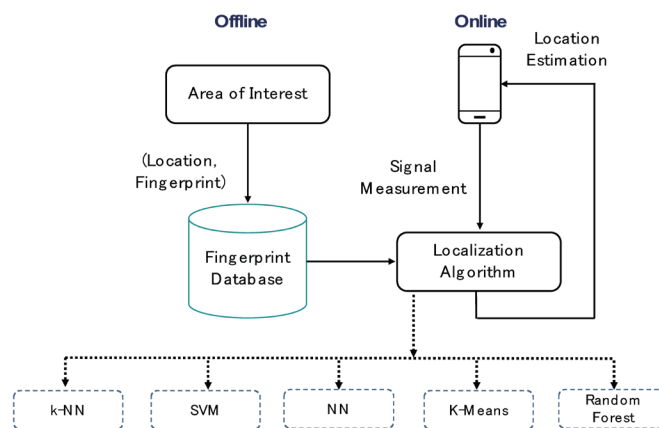 Offline
Online
Location
Estimation
Area of Interest
(Location,
Fingerprint)
Signal
Measurement
Fingerprint
Database
Localization
Algorithm
k-NN
SVM
NN
K-Means
Random
Forest